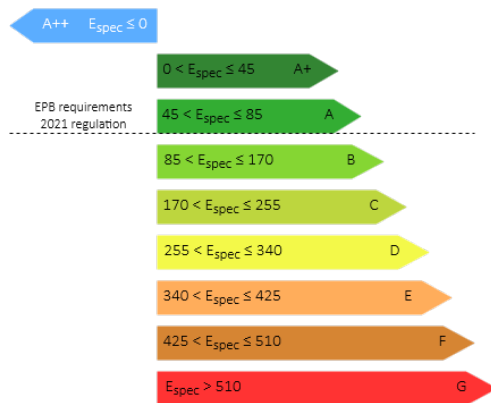 A++ Espec ≤ 0
0 < Espec ≤ 45 A+
EPB requirements
2021 regulation
45 < Espec ≤ 85 A
85 < Espec ≤ 170 B
170 < Espec ≤ 255 C
255 < Espec ≤ 340 D
340 < Espec ≤ 425 E
425 < Espec ≤ 510 F
Espec > 510 G